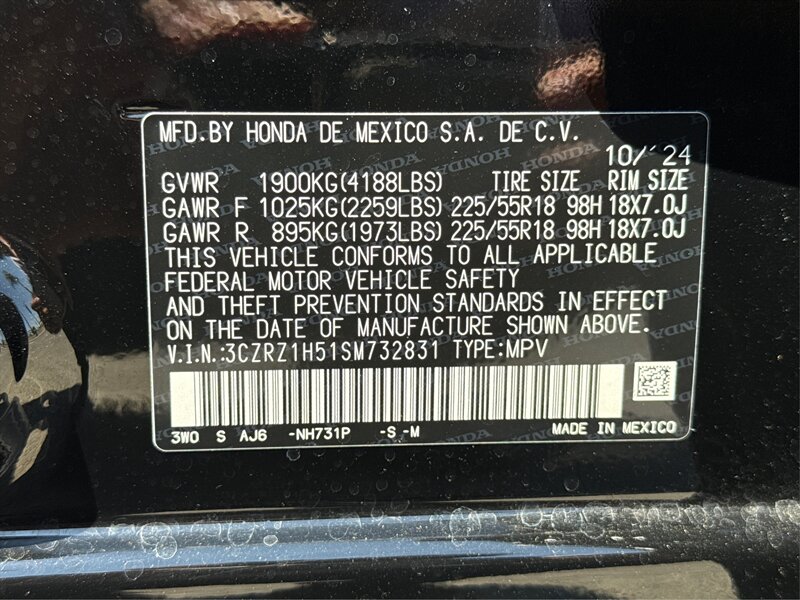 MFD.BY HONDA DE MEXICO S.A. DE C.V.
10/'24
GVWR 1900KG(4188LBS) TIRE SIZE RIM SIZE
GAWR F 1025KG(2259LBS) 225/55R18 98H 18X7.0J
GAWR R 895KG(1973LBS) 225/55R18 98H 18X7.0J
THIS VEHICLE CONFORMS TO ALL APPLICABLE
FEDERAL MOTOR VEHICLE SAFETY
AND THEFT PREVENTION STANDARDS IN EFFECT
ON THE DATE OF MANUFACTURE SHOWN ABOVE.
V.I.N.:3CZRZ1H51SM732831 TYPE:MPV
3W0 S AJ6 -NH731P -S -M MADE IN MEXICO